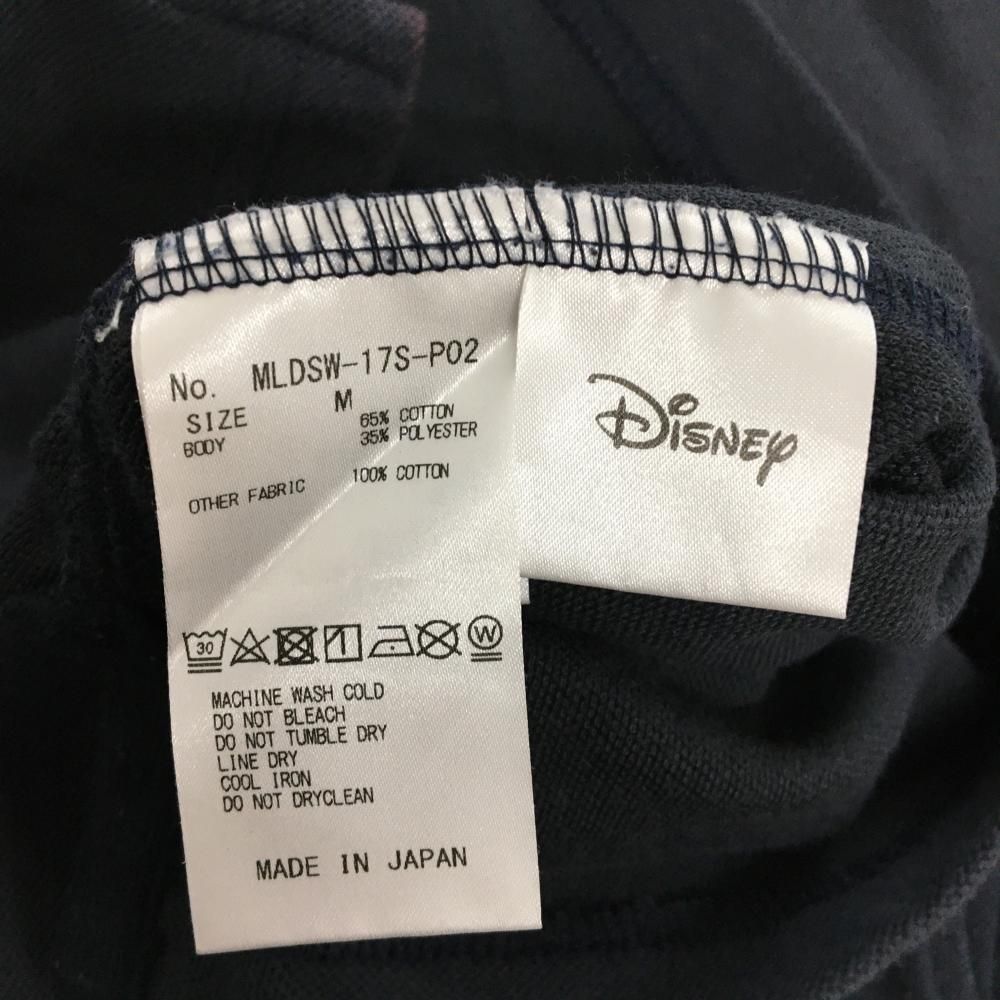 No. MLDSW-17S-P02
SIZE M
BODY 65% COTTON
35% POLYESTER
OTHER FABRIC 100% COTTON
30 W
MACHINE WASH COLD
DO NOT BLEACH
DO NOT TUMBLE DRY
LINE DRY
COOL IRON
DO NOT DRYCLEAN
MADE IN JAPAN
Disney